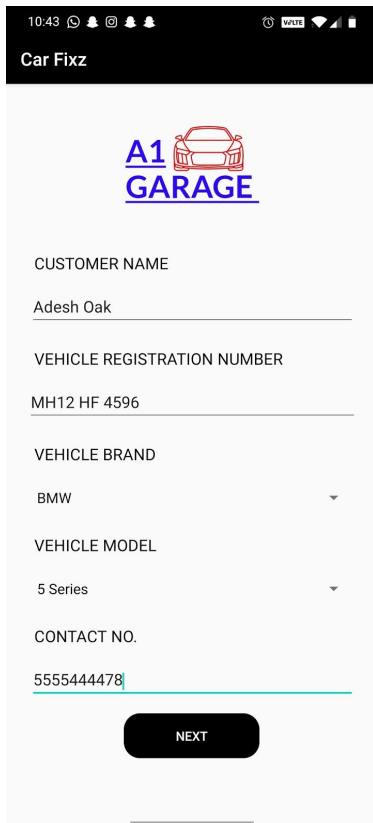 10:43
VoLTE
Car Fixz
A1
GARAGE
CUSTOMER NAME
Adesh Oak
VEHICLE REGISTRATION NUMBER
MH12 HF 4596
VEHICLE BRAND
BMW
VEHICLE MODEL
5 Series
CONTACT NO.
5555444478
NEXT